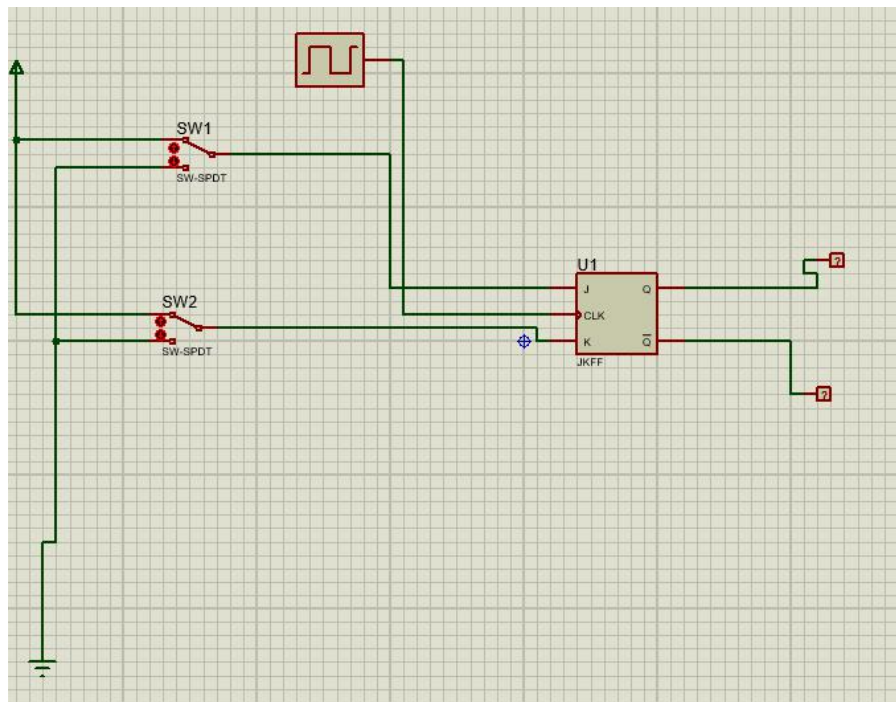 SW1
SW-SPDT
SW2
SW-SPDT
U1
J
Q
CLK
K
Q
JKFF
?
?